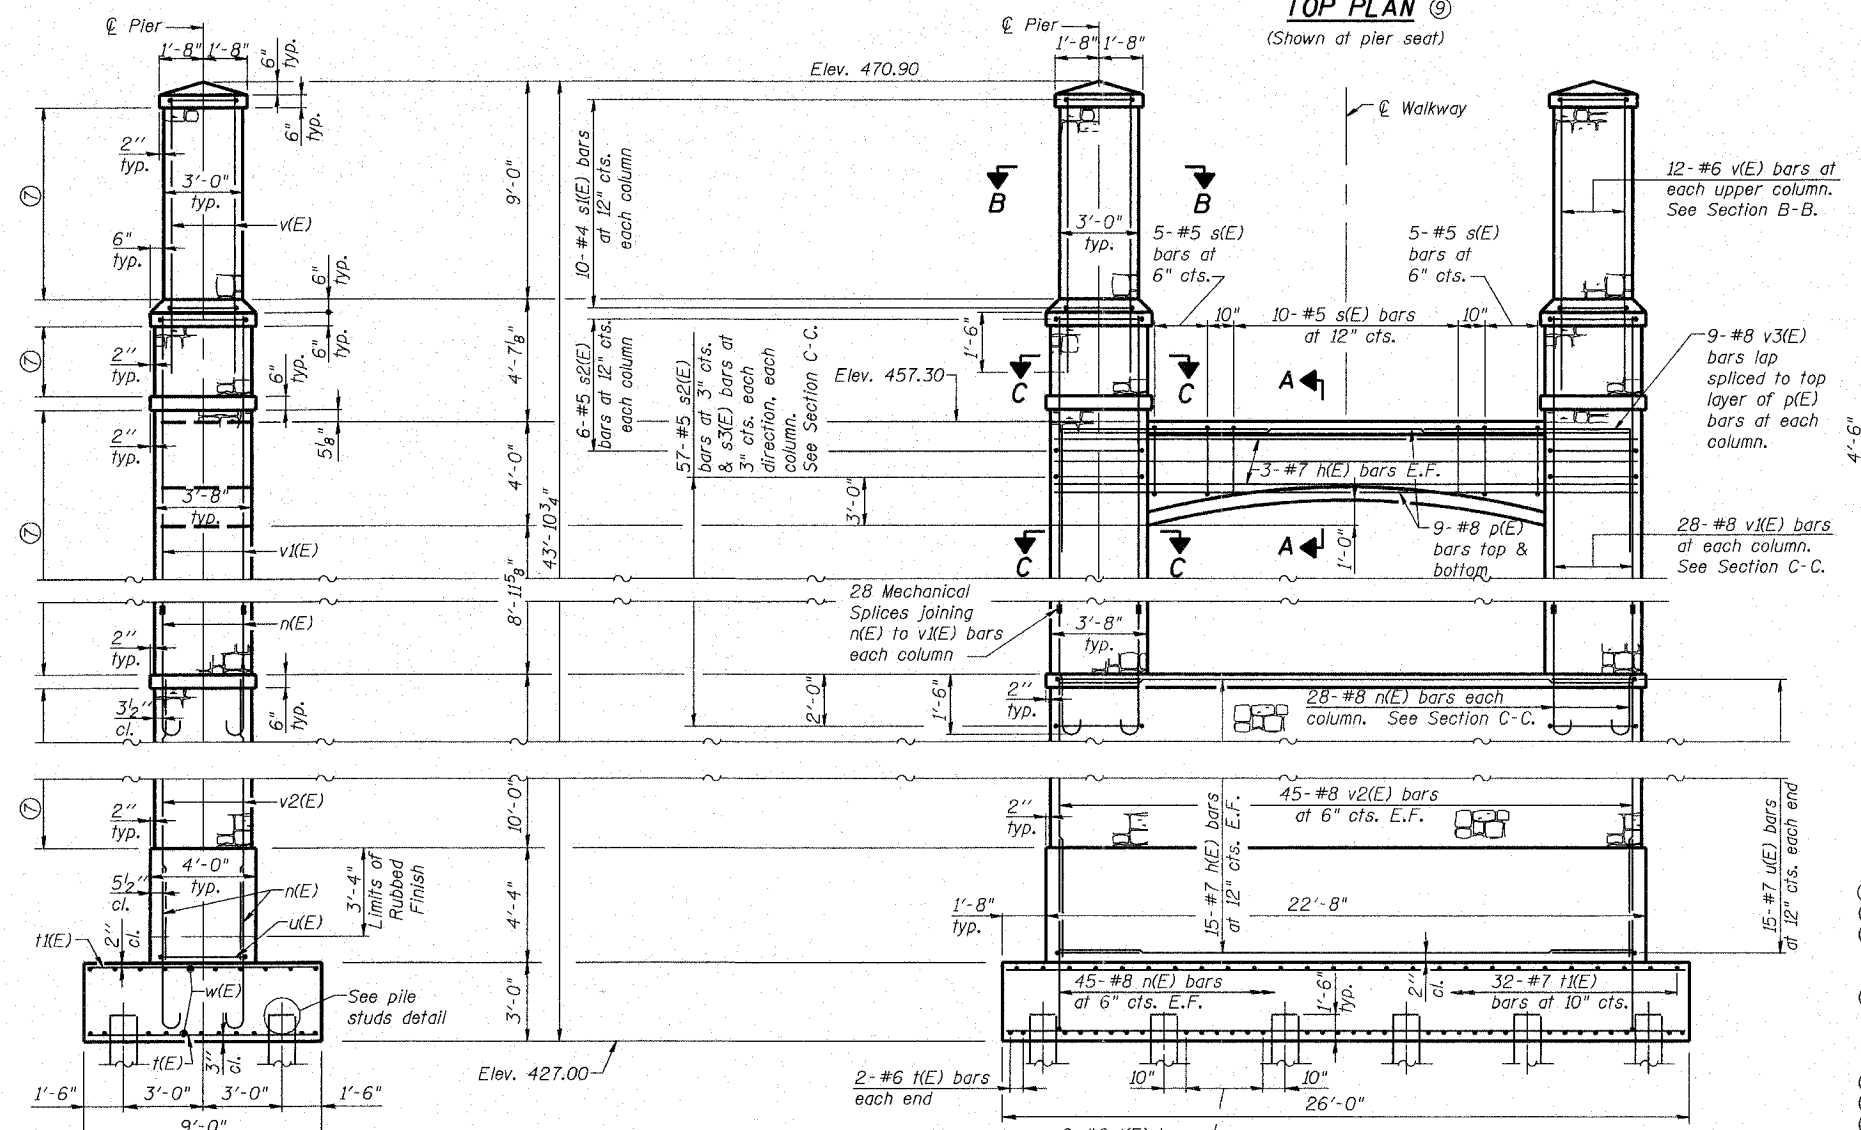 TOP PLAN ⑨
(Shown at pier seat)
℄ Pier
1'-8" 1'-8"
6"
typ.
6"
typ.
2"
typ.
3'-0"
typ.
v(E)
6"
typ.
6"
typ.
6"
typ.
⑦
⑦
2"
typ.
6"
typ.
2"
typ.
5⅛"
3'-8"
typ.
v1(E)
⑦
n(E)
2"
typ.
3½"
cl.
6"
typ.
⑦
v2(E)
2"
typ.
4'-0"
typ.
5½"
cl.
n(E)
u(E)
3'-4"
Limits of
Rubbed
Finish
t1(E)
2"
cl.
w(E)
See pile
studs detail
t(E)
3"
cl.
1'-6"
3'-0"
3'-0"
1'-6"
9'-0"
9'-0"
4'-7⅛"
4'-0"
8'-11⅝"
43'-10¾"
10'-0"
4'-4"
3'-0"
Elev. 427.00
Elev. 470.90
10-#4 s1(E) bars
at 12" cts.
each column
6-#5 s2(E)
bars at 12" cts.
each column
57-#5 s2(E)
bars at 3" cts.
& s3(E) bars at
3" cts. each
direction, each
column.
See Section C-C.
Elev. 457.30
3'-0"
28 Mechanical
Splices joining
n(E) to v1(E) bars
each column
2'-0"
1'-6"
℄ Pier
1'-8" 1'-8"
℄ Walkway
B
B
3'-0"
typ.
5-#5 s(E)
bars at
6" cts.
5-#5 s(E)
bars at
6" cts.
12-#6 v(E) bars at
each upper column.
See Section B-B.
10"
10-#5 s(E) bars
at 12" cts.
10"
1'-6"
C
C
A
9-#8 v3(E)
bars lap
spliced to top
layer of p(E)
bars at each
column.
4'-6"
3-#7 h(E) bars E.F.
C
C
A
1'-0"
9-#8 p(E)
bars top &
bottom
28-#8 v1(E) bars
at each column.
See Section C-C.
3'-8"
typ.
2"
typ.
28-#8 n(E) bars each
column. See Section C-C.
2"
typ.
45-#8 v2(E) bars
at 6" cts. E.F.
15-#7 h(E) bars
at 12" cts. E.F.
15-#7 u(E) bars
at 12" cts. each end
1'-8"
typ.
22'-8"
45-#8 n(E) bars
at 6" cts. E.F.
1'-6"
typ.
2"
cl.
32-#7 t1(E)
bars at 10" cts.
2-#6 t(E) bars
each end
10"
10"
26'-0"